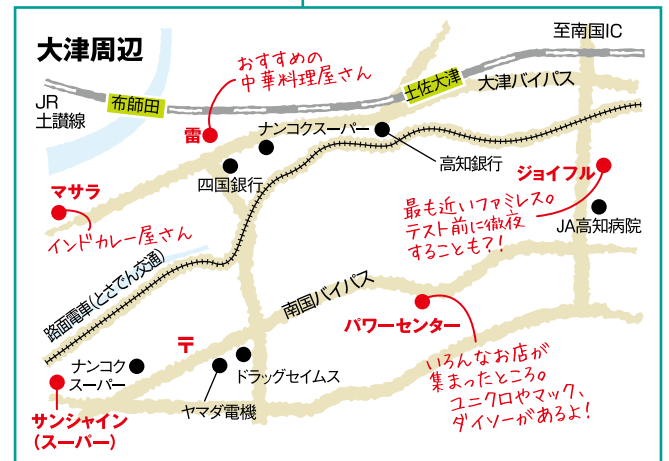 大津周辺
至南国IC
おすすめの
中華料理屋さん
JR
土讃線
布師田
土佐大津
大津バイパス
雷
ナンコクスーパー
高知銀行
四国銀行
ジョイフル
マサラ
インドカレー屋さん
最も近いファミレス。
テスト前に徹夜
することも?!
JA高知病院
路面電車(とさでん交通)
南国バイパス
パワーセンター
〒
いろんなお店が
集まったところ。
ユニクロやマック、
ダイソーがあるよ!
ナンコク
スーパー
ドラッグセイムス
ヤマダ電機
サンシャイン
(スーパー)